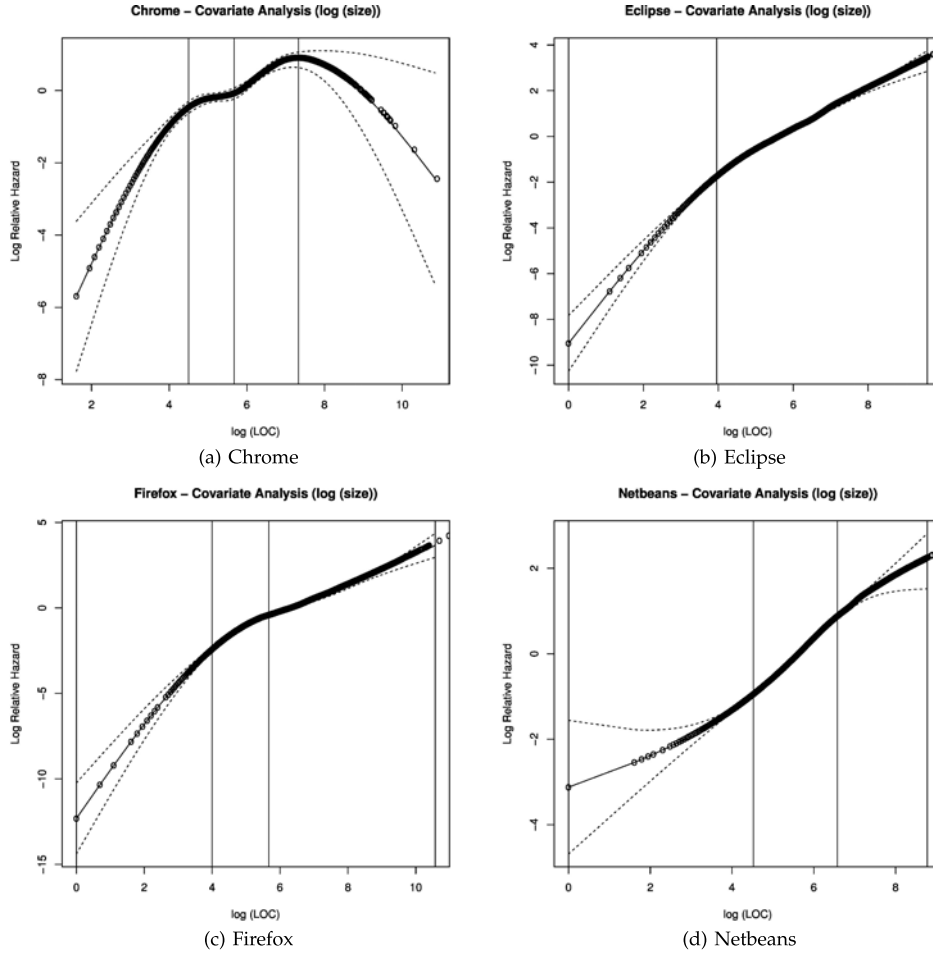 Chrome – Covariate Analysis (log (size))
Log Relative Hazard
0
−2
−4
−6
−8
2 4 6 8 10
log (LOC)
(a) Chrome
Eclipse – Covariate Analysis (log (size))
Log Relative Hazard
4
2
0
−2
−4
−6
−8
−10
0 2 4 6 8
log (LOC)
(b) Eclipse
Firefox – Covariate Analysis (log (size))
Log Relative Hazard
5
0
−5
−10
−15
0 2 4 6 8 10
log (LOC)
(c) Firefox
Netbeans – Covariate Analysis (log (size))
Log Relative Hazard
2
0
−2
−4
0 2 4 6 8
log (LOC)
(d) Netbeans